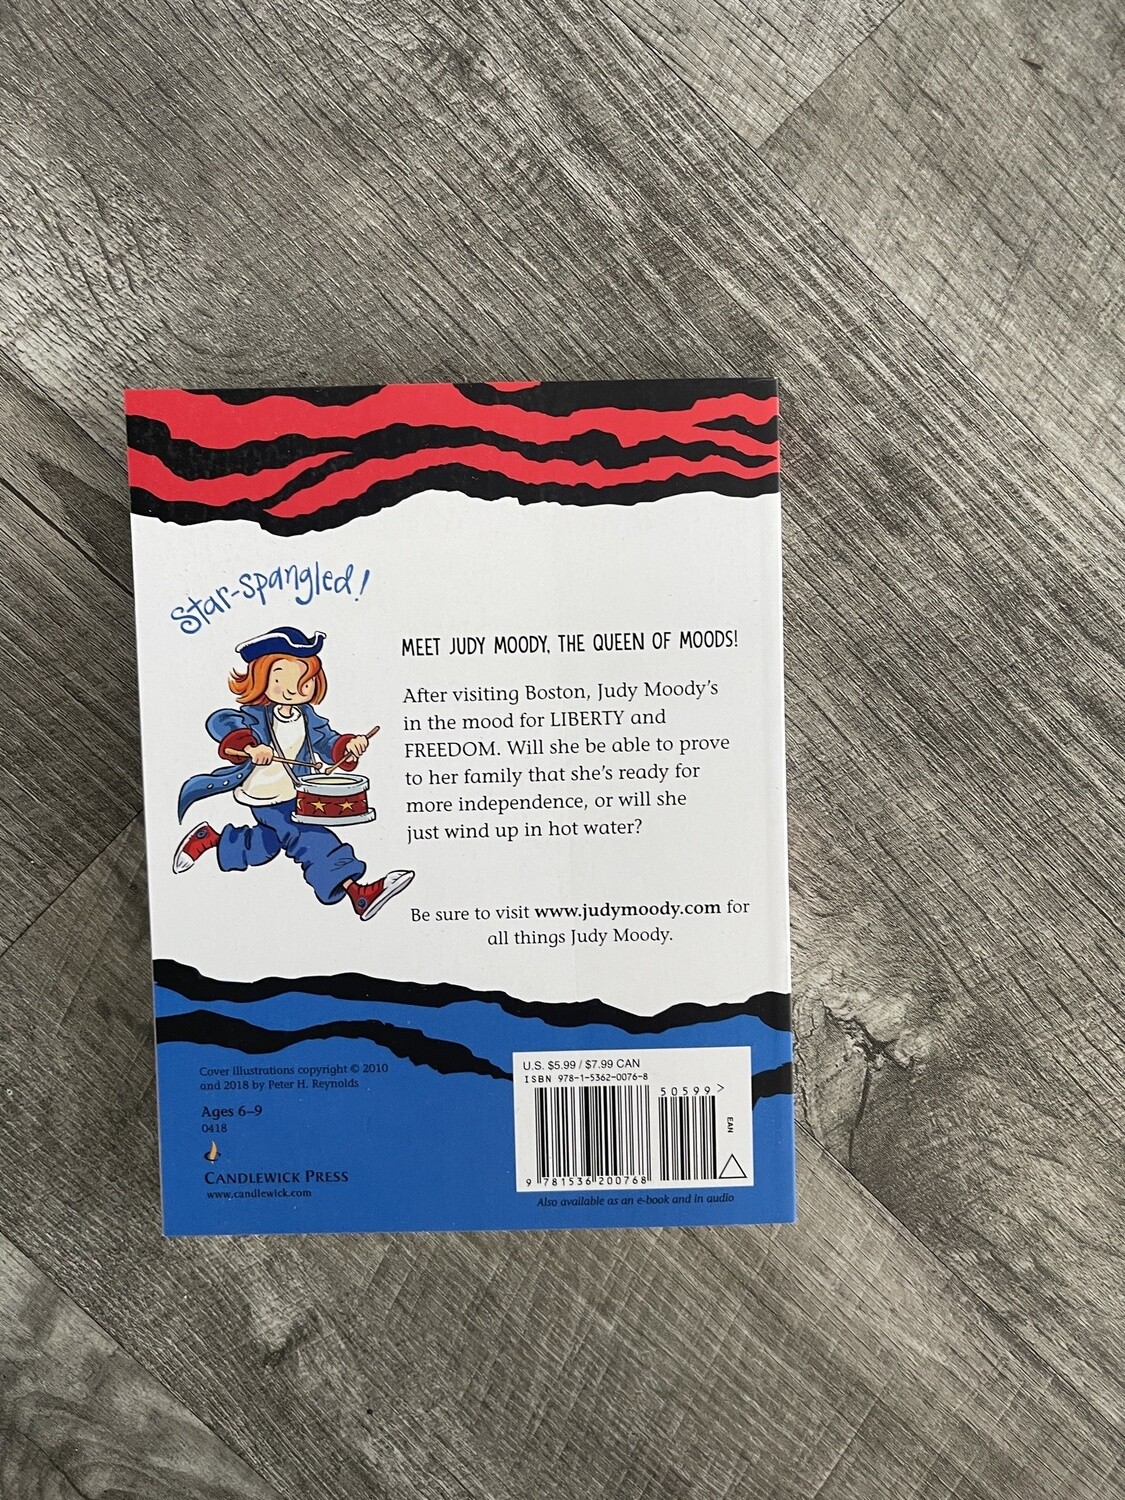 Star-spangled!
MEET JUDY MOODY, THE QUEEN OF MOODS!
After visiting Boston, Judy Moody's
in the mood for LIBERTY and
FREEDOM. Will she be able to prove
to her family that she's ready for
more independence, or will she
just wind up in hot water?
Be sure to visit www.judymoody.com for
all things Judy Moody.
Cover illustrations copyright © 2010
and 2018 by Peter H. Reynolds
Ages 6–9
0418
CANDLEWICK PRESS
www.candlewick.com
U.S. $5.99 / $7.99 CAN
ISBN 978-1-5362-0076-8
50599>
EAN
9 781536 200768
Also available as an e-book and in audio